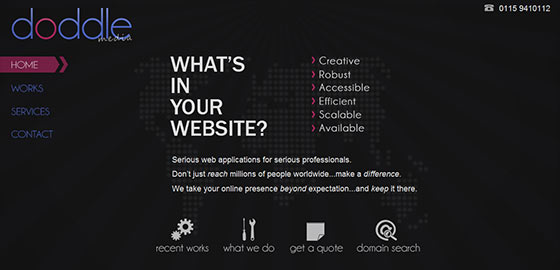 doddle
media
0115 9410112
HOME
WORKS
SERVICES
CONTACT
WHAT'S
IN
YOUR
WEBSITE?
Creative
Robust
Accessible
Efficient
Scalable
Available
Serious web applications for serious professionals.
Don't just reach millions of people worldwide...make a difference.
We take your online presence beyond expectation...and keep it there.
recent works
what we do
get a quote
domain search